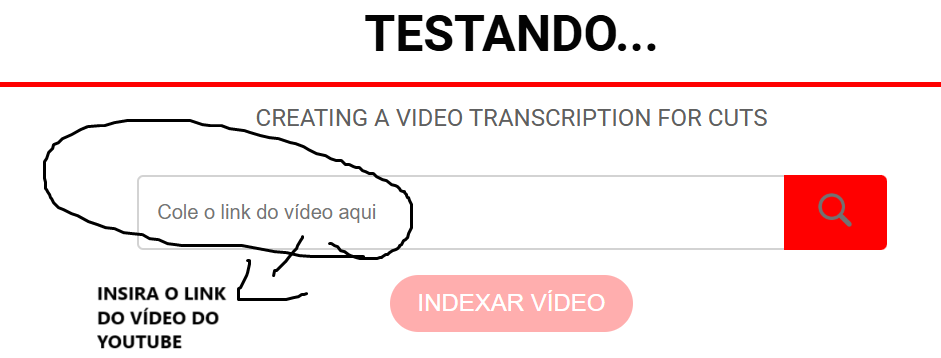 TESTANDO...
CREATING A VIDEO TRANSCRIPTION FOR CUTS
Cole o link do vídeo aqui
INSIRA O LINK
DO VÍDEO DO
YOUTUBE
INDEXAR VÍDEO